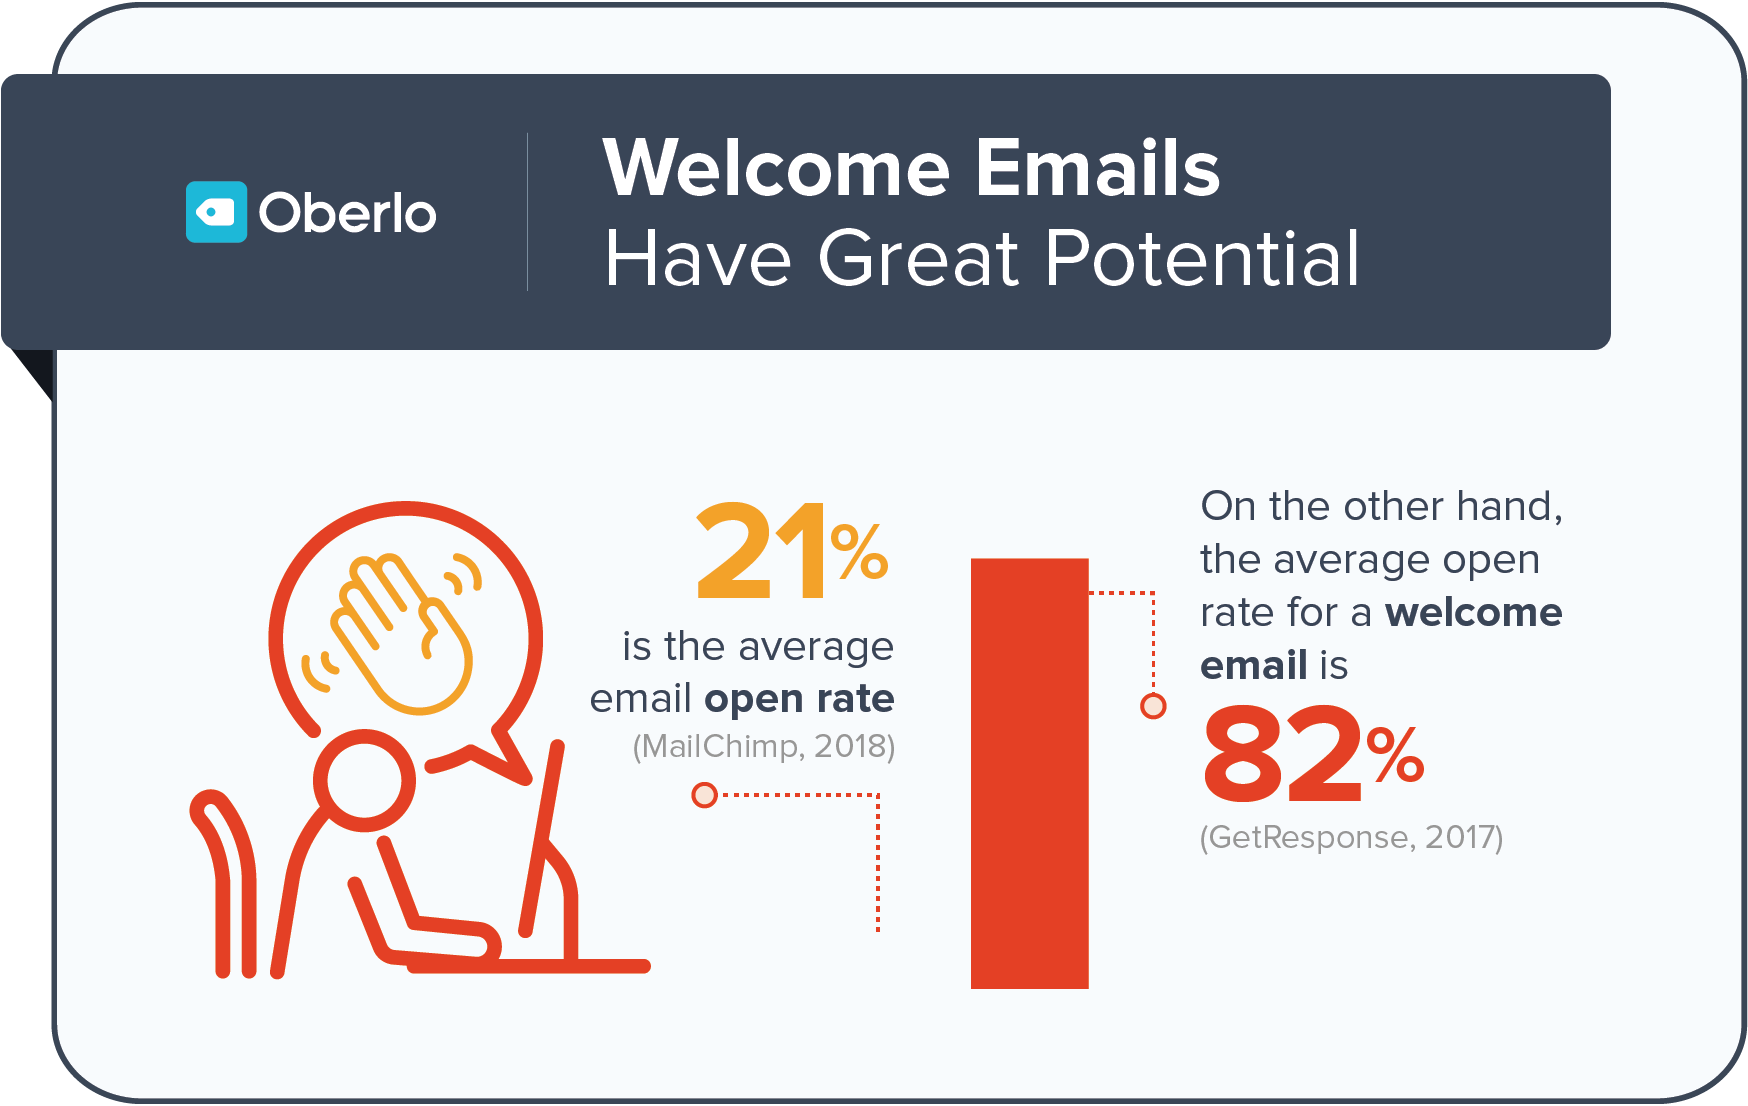 Oberlo
Welcome Emails
Have Great Potential
21%
is the average
email open rate
(MailChimp, 2018)
On the other hand,
the average open
rate for a welcome
email is
82%
(GetResponse, 2017)